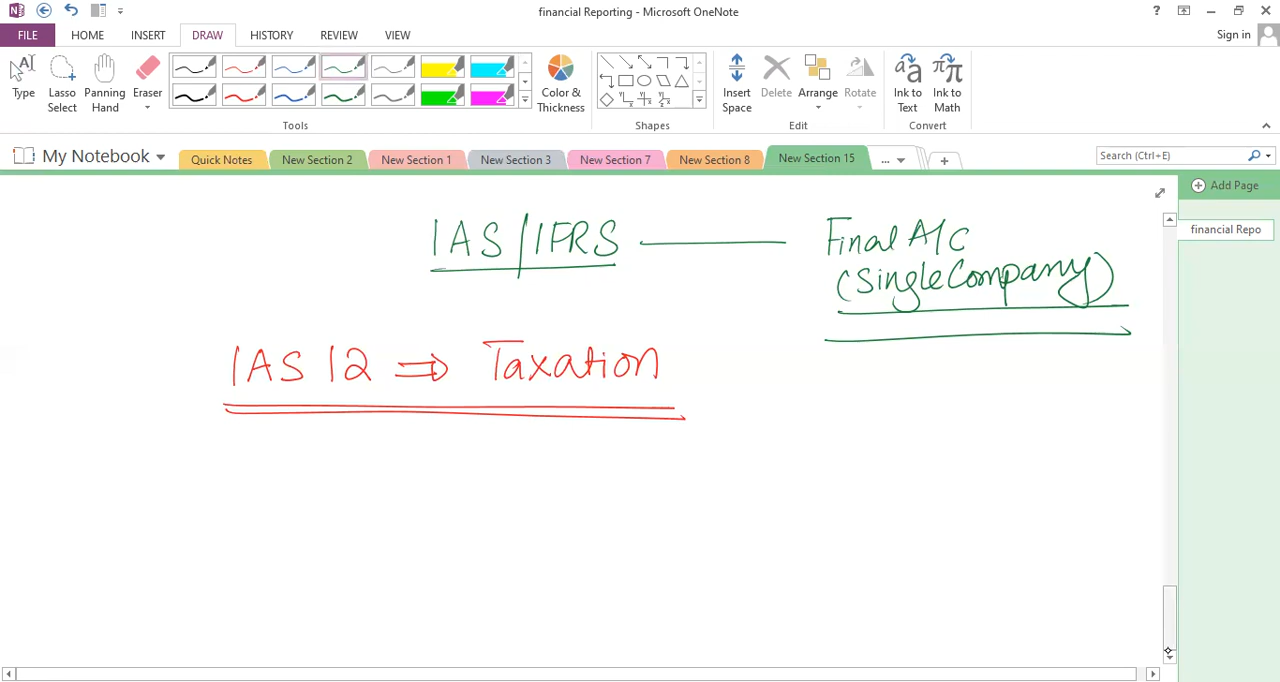 financial Reporting - Microsoft OneNote
?
FILE HOME INSERT DRAW HISTORY REVIEW VIEW Sign in
Type Lasso Select Panning Hand Eraser Color & Thickness Insert Space Delete Arrange Rotate Ink to Text Ink to Math
Tools Shapes Edit Convert
My Notebook Quick Notes New Section 2 New Section 1 New Section 3 New Section 7 New Section 8 New Section 15 ... + Search (Ctrl+E)
Add Page
financial Repo
IAS/IFRS Final A/C
(Single Company)
IAS 12 ⇒ Taxation